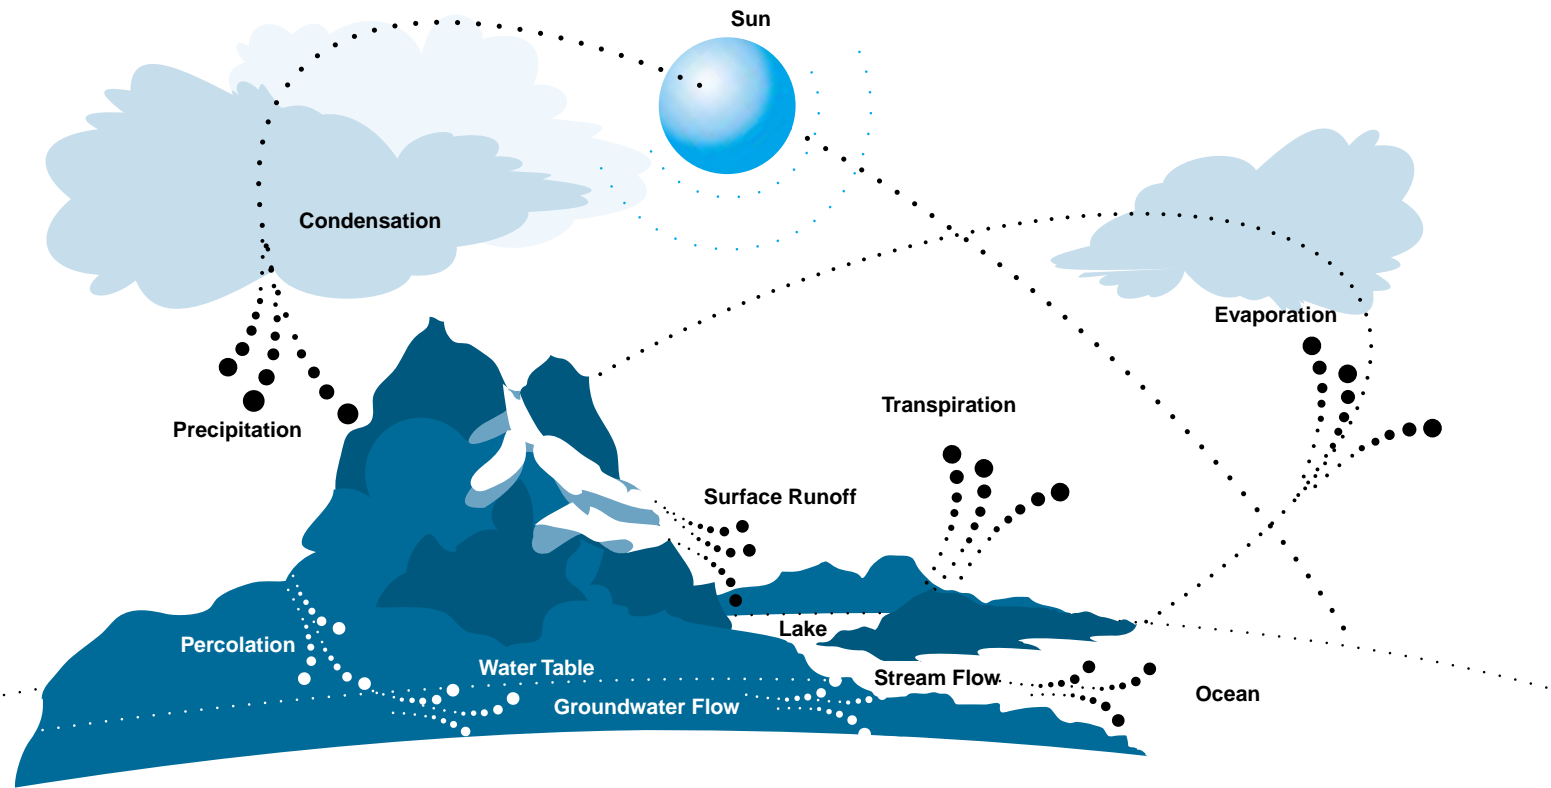 Sun
Condensation
Evaporation
Transpiration
Precipitation
Surface Runoff
Lake
Percolation
Water Table
Stream Flow
Ocean
Groundwater Flow